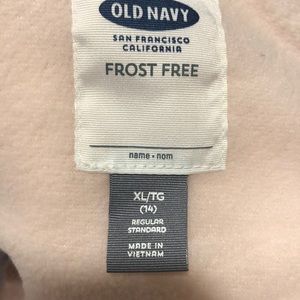 OLD NAVY
SAN FRANCISCO
CALIFORNIA
FROST FREE
name • nom
XL/TG
(14)
REGULAR
STANDARD
MADE IN
VIETNAM